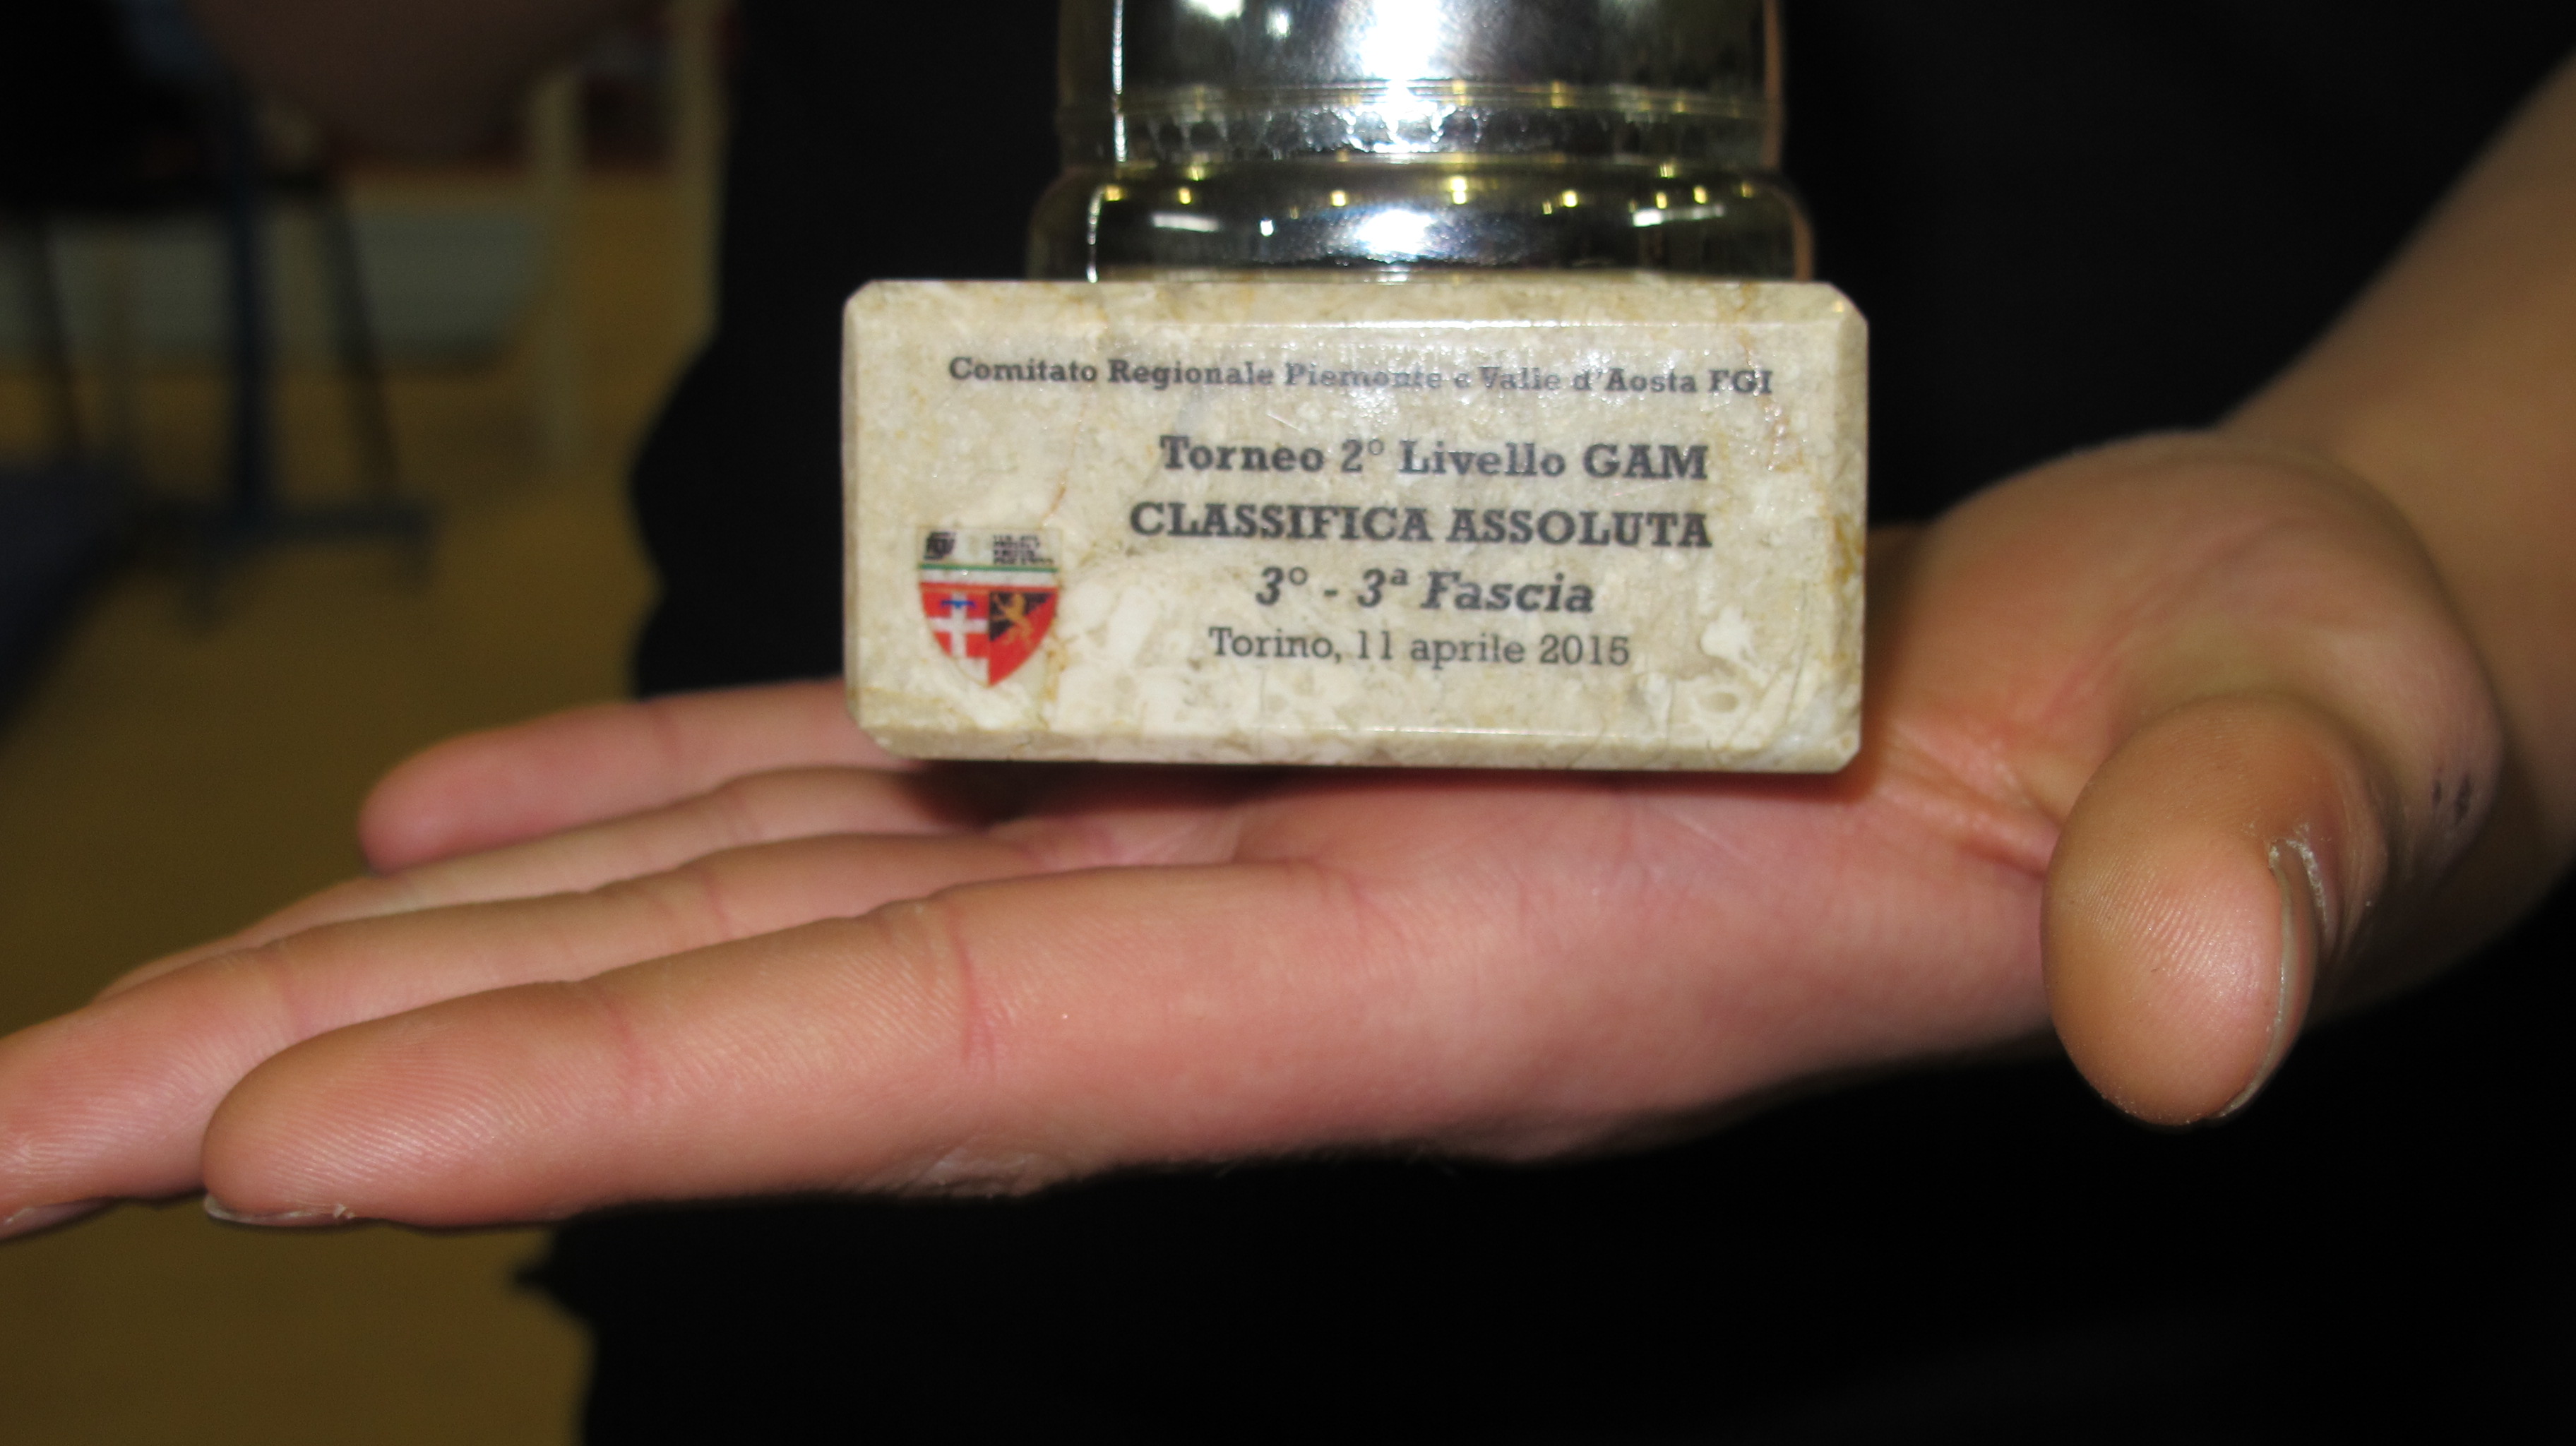 Comitato Regionale Piemonte e Valle d'Aosta FGI
Torneo 2° Livello GAM
CLASSIFICA ASSOLUTA
3° - 3ª Fascia
Torino, 11 aprile 2015